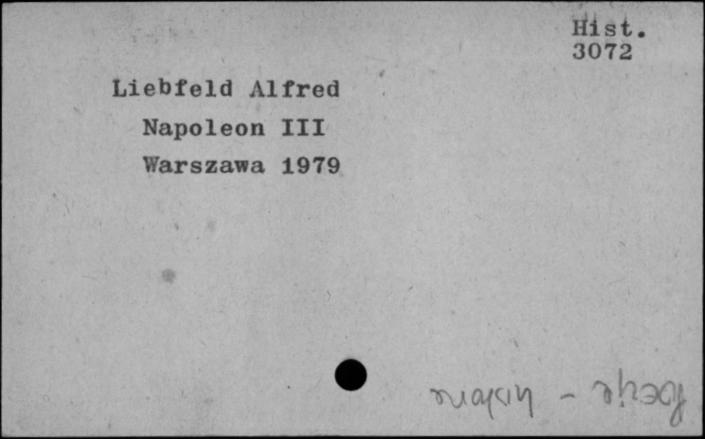 Hist.
3072
Liebfeld Alfred
Napoleon III
Warszawa 1979